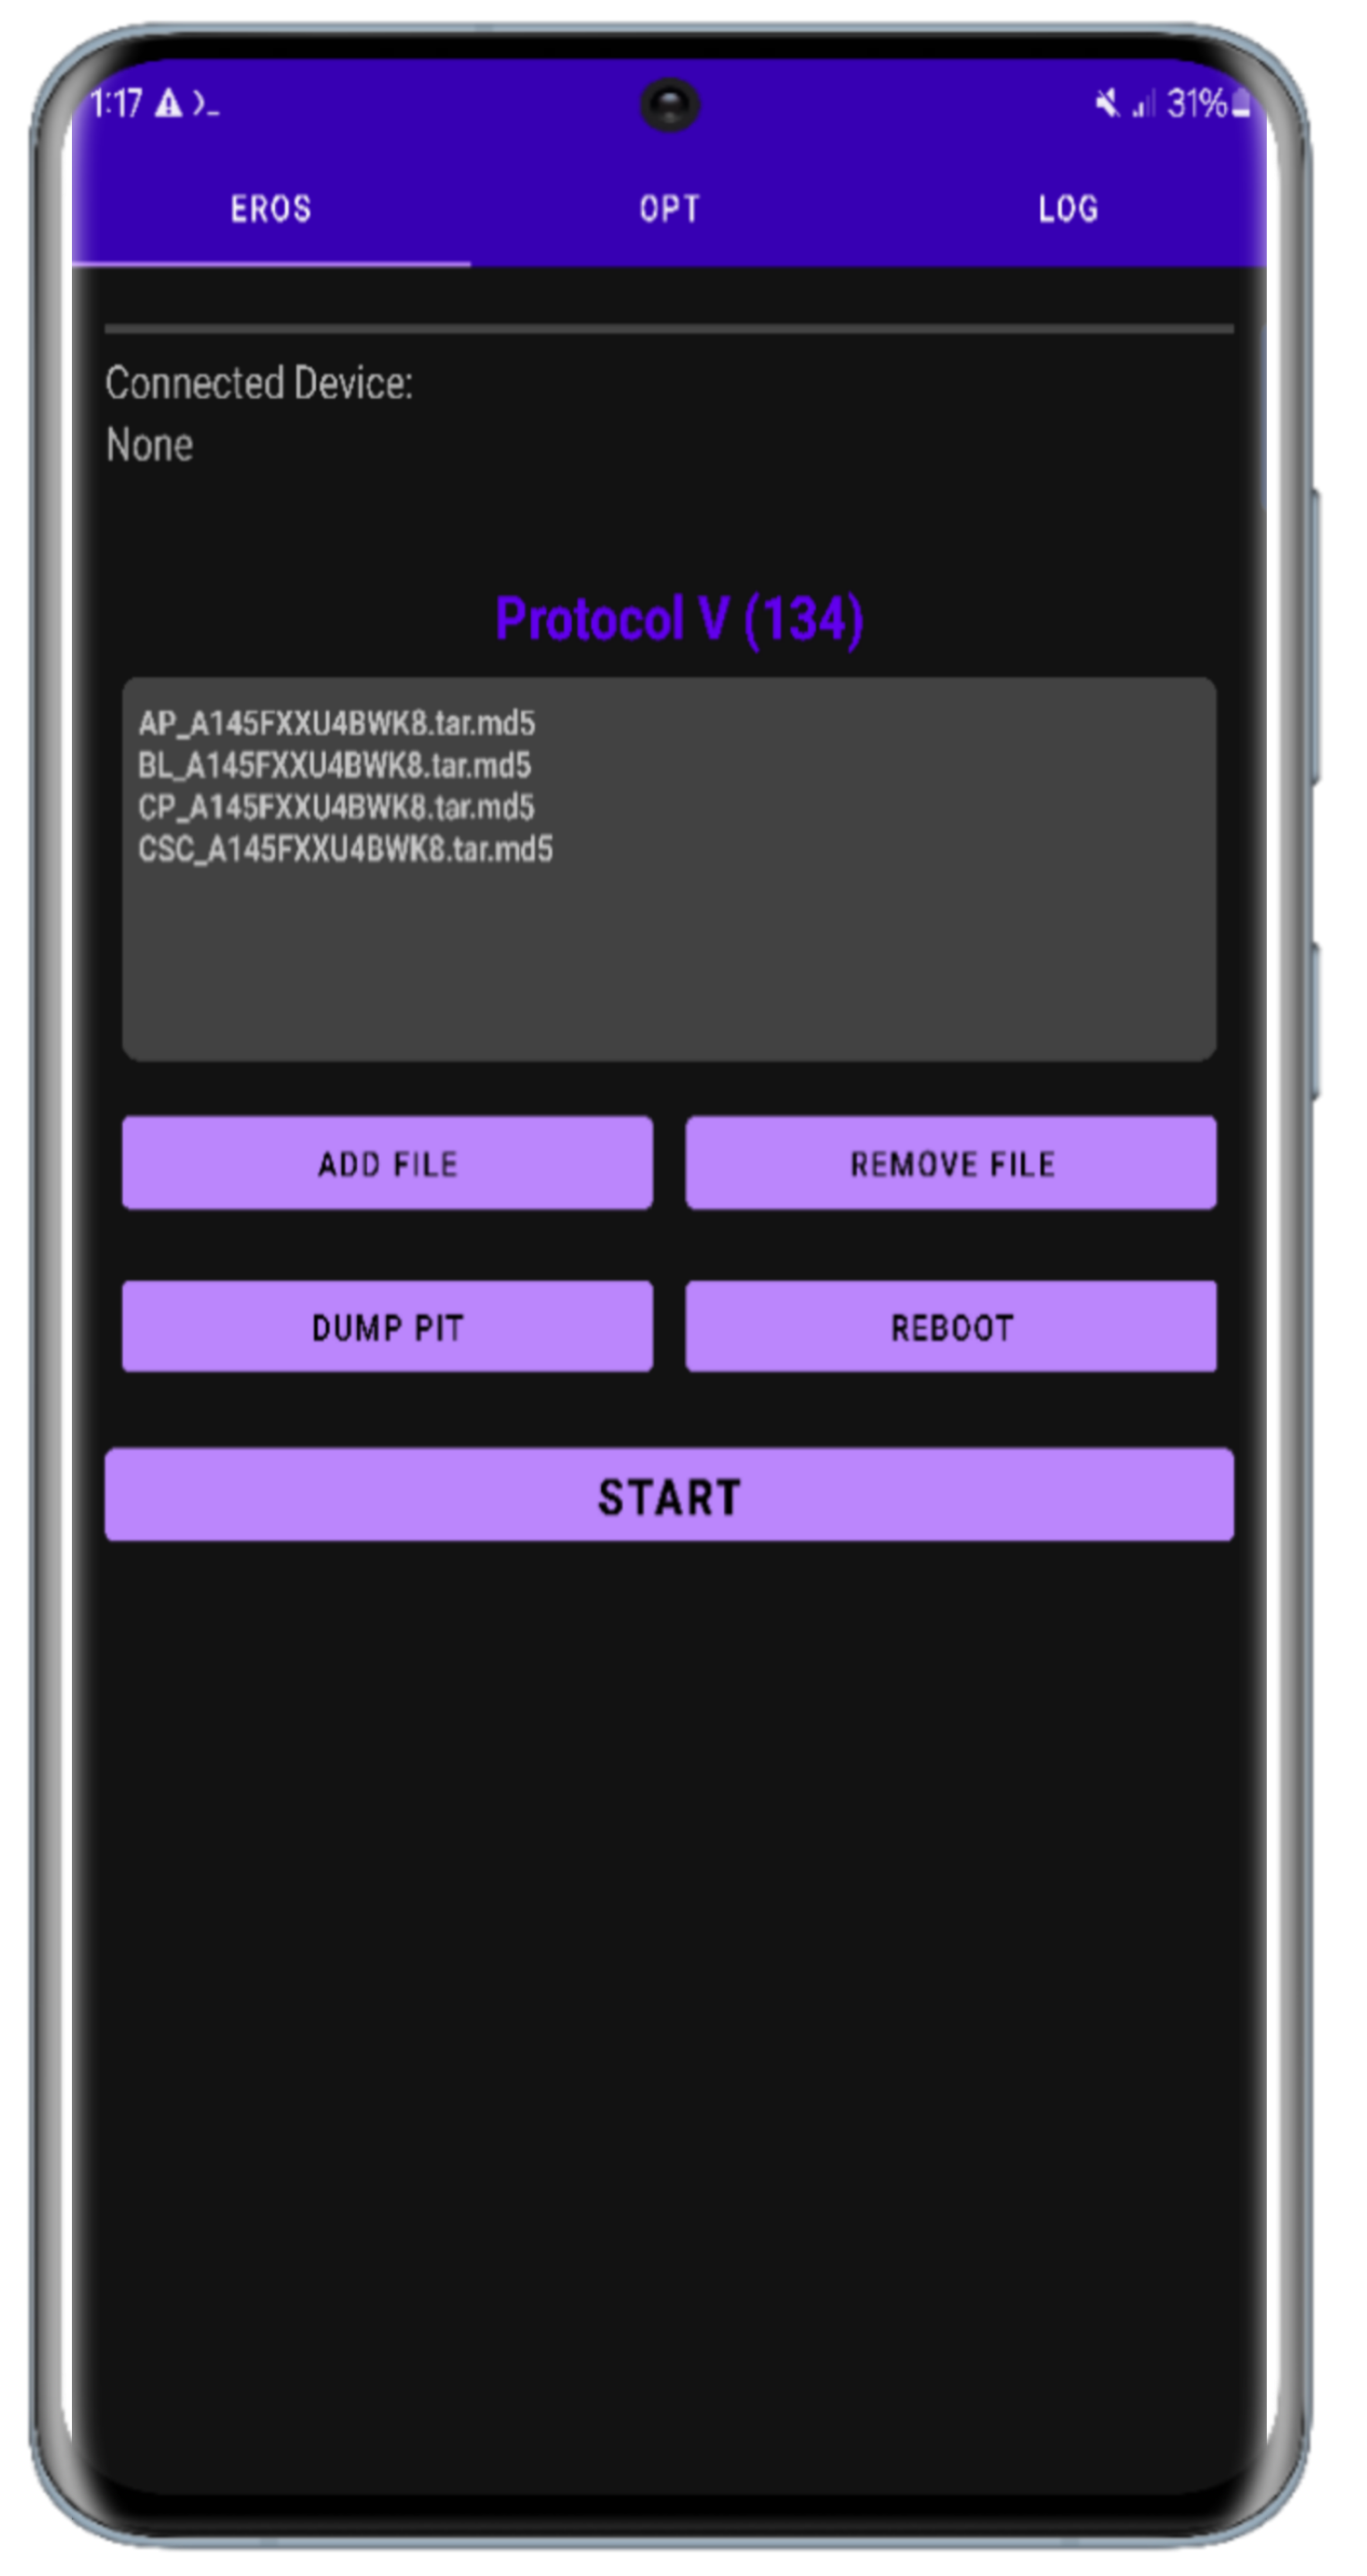 1:17
31%
EROS OPT LOG
Connected Device:
None
Protocol V (134)
AP_A145FXXU4BWK8.tar.md5
BL_A145FXXU4BWK8.tar.md5
CP_A145FXXU4BWK8.tar.md5
CSC_A145FXXU4BWK8.tar.md5
ADD FILE REMOVE FILE
DUMP PIT REBOOT
START